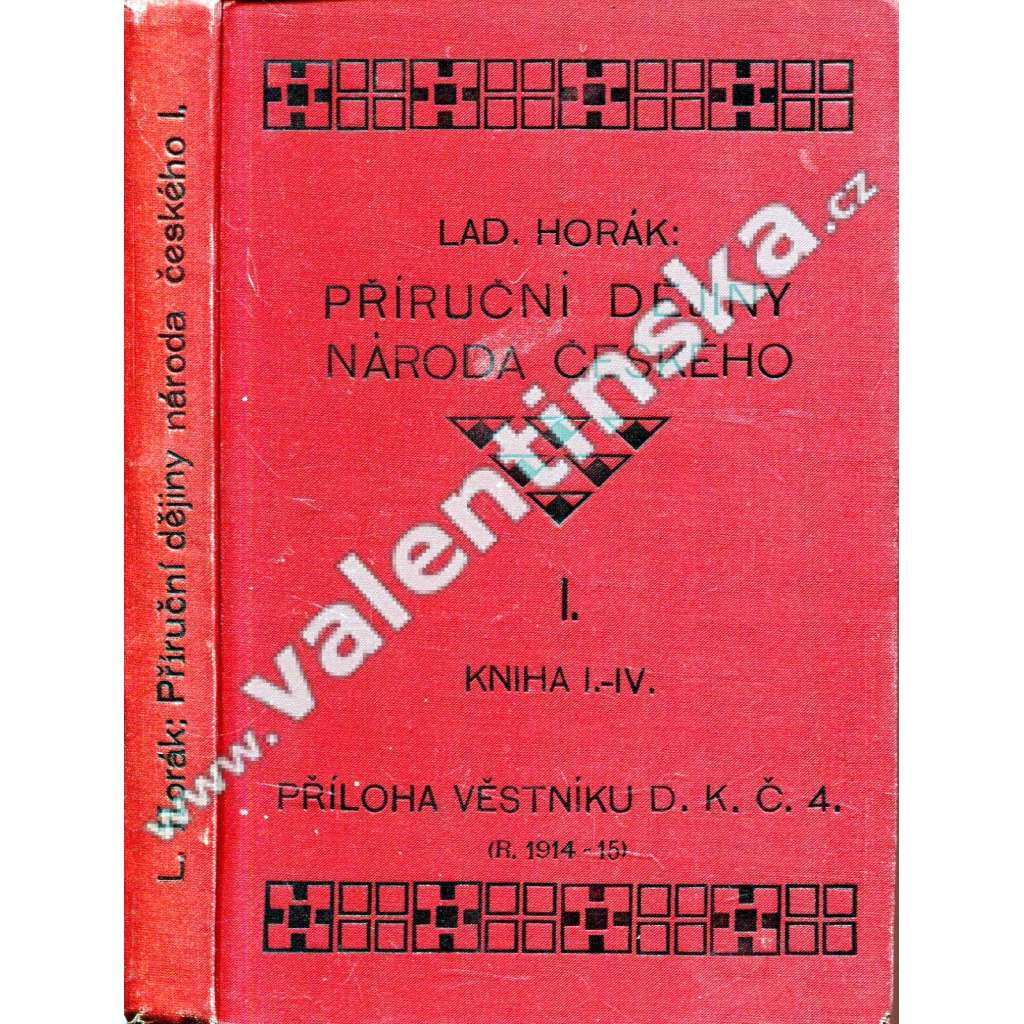 L. Horák: Příruční dějiny národa českého I.
LAD. HORÁK:
PŘÍRUČNÍ DĚJINY
NÁRODA ČESKÉHO
I.
KNIHA I.-IV.
PŘÍLOHA VĚSTNÍKU D. K. Č. 4.
(R. 1914-15)
www.valentinska.cz